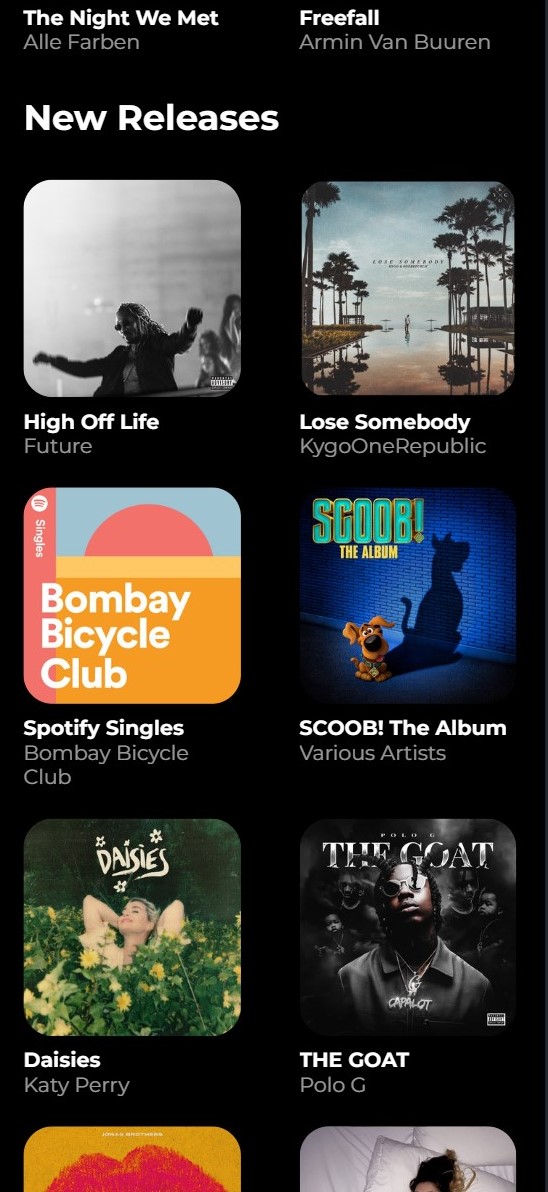 The Night We Met
Alle Farben
Freefall
Armin Van Buuren
New Releases
High Off Life
Future
LOSE SOMEBODY
KYGO & ONEREPUBLIC
Lose Somebody
KygoOneRepublic
Singles
Bombay
Bicycle
Club
Spotify Singles
Bombay Bicycle
Club
SCOOB!
THE ALBUM
SCOOB! The Album
Various Artists
DAISIES
Daisies
Katy Perry
POLO G
THE GOAT
CAPALOT
THE GOAT
Polo G
JONAS BROTHERS